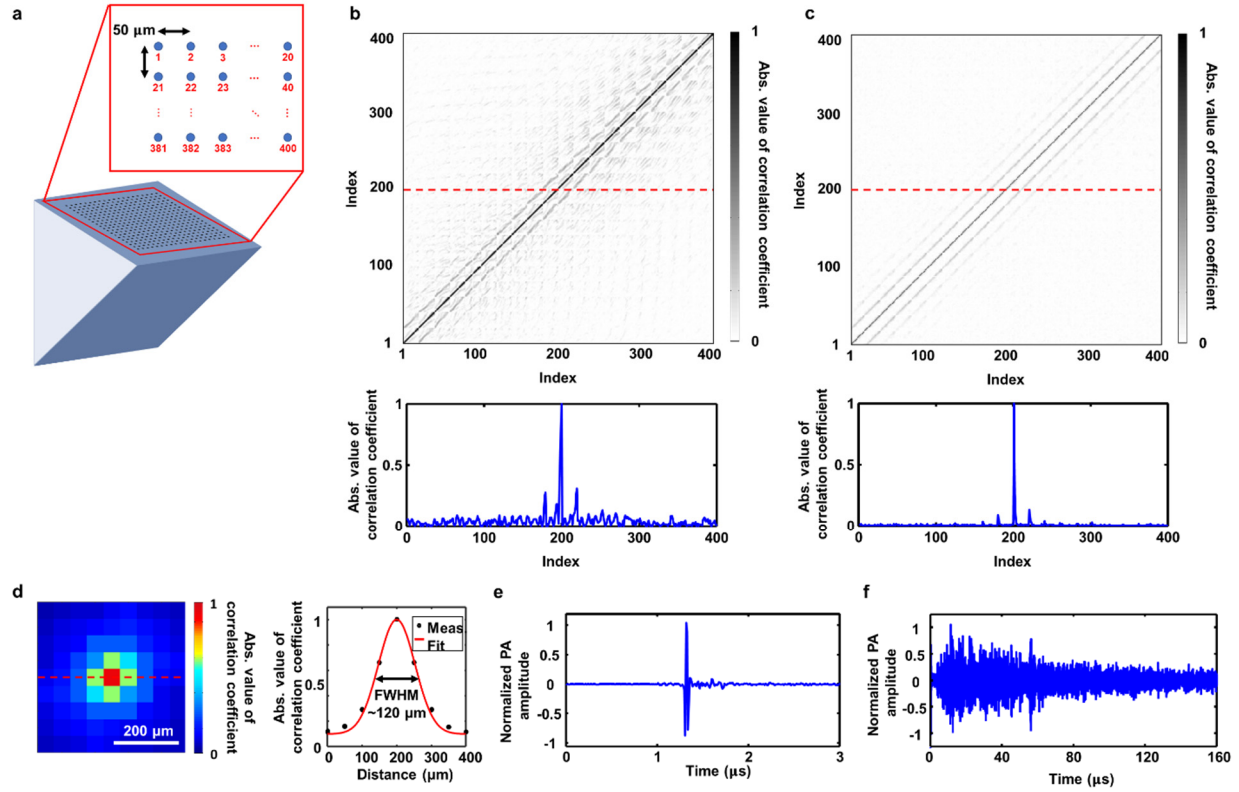 a
50 µm
1 2 3 ... 20
21 22 23 ... 40
381 382 383 ... 400
b
400
300
200
100
1
Index
1 100 200 300 400
Index
1
0
Abs. value of correlation coefficient
1
0.5
0
Abs. value of
correlation coefficient
0 100 200 300 400
Index
c
400
300
200
100
1
Index
1 100 200 300 400
Index
1
0
Abs. value of correlation coefficient
1
0.5
0
Abs. value of
correlation coefficient
0 100 200 300 400
Index
d
200 µm
1
0
Abs. value of
correlation coefficient
Abs. value of
correlation coefficient
1
0.5
0
Meas
Fit
FWHM
~120 µm
0 100 200 300 400
Distance (µm)
e
Normalized PA
amplitude
1
0.5
0
-0.5
-1
0 1 2 3
Time (µs)
f
Normalized PA
amplitude
1
0.5
0
-0.5
-1
0 40 80 120 160
Time (µs)